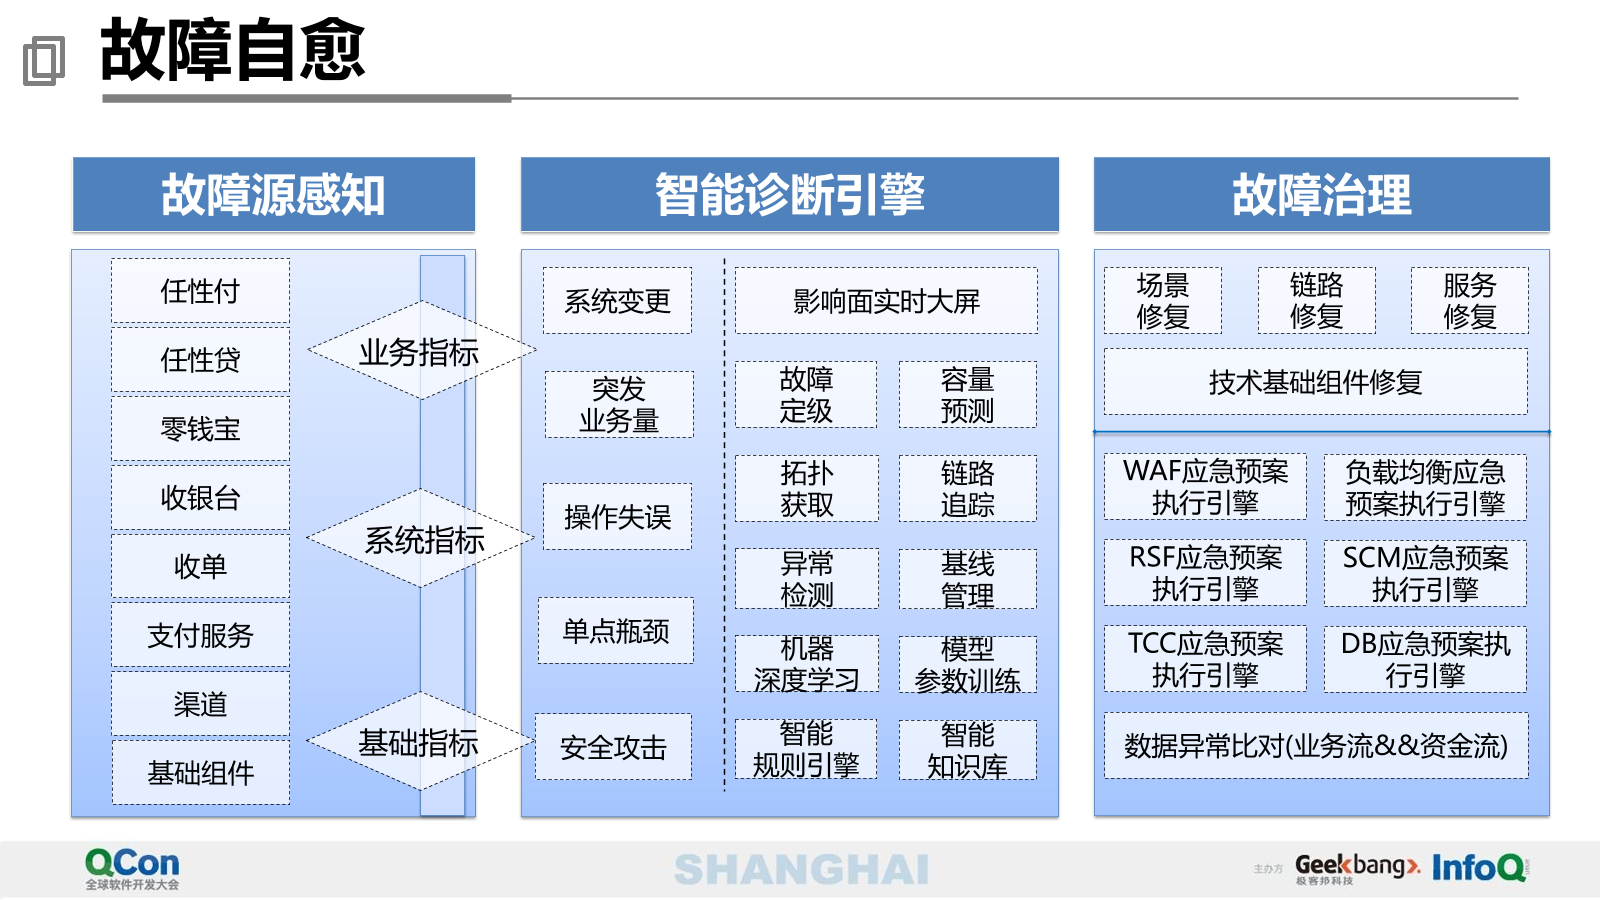 故障自愈
故障源感知
任性付
任性贷
零钱宝
收银台
收单
支付服务
渠道
基础组件
业务指标
系统指标
基础指标
智能诊断引擎
系统变更
突发
业务量
操作失误
单点瓶颈
安全攻击
影响面实时大屏
故障
定级
容量
预测
拓扑
获取
链路
追踪
异常
检测
基线
管理
机器
深度学习
模型
参数训练
智能
规则引擎
智能
知识库
故障治理
场景
修复
链路
修复
服务
修复
技术基础组件修复
WAF应急预案
执行引擎
负载均衡应急
预案执行引擎
RSF应急预案
执行引擎
SCM应急预案
执行引擎
TCC应急预案
执行引擎
DB应急预案执
行引擎
数据异常比对(业务流&&资金流)
QCon
全球软件开发大会
SHANGHAI
主办方
Geekbang>.
极客邦科技
InfoQ